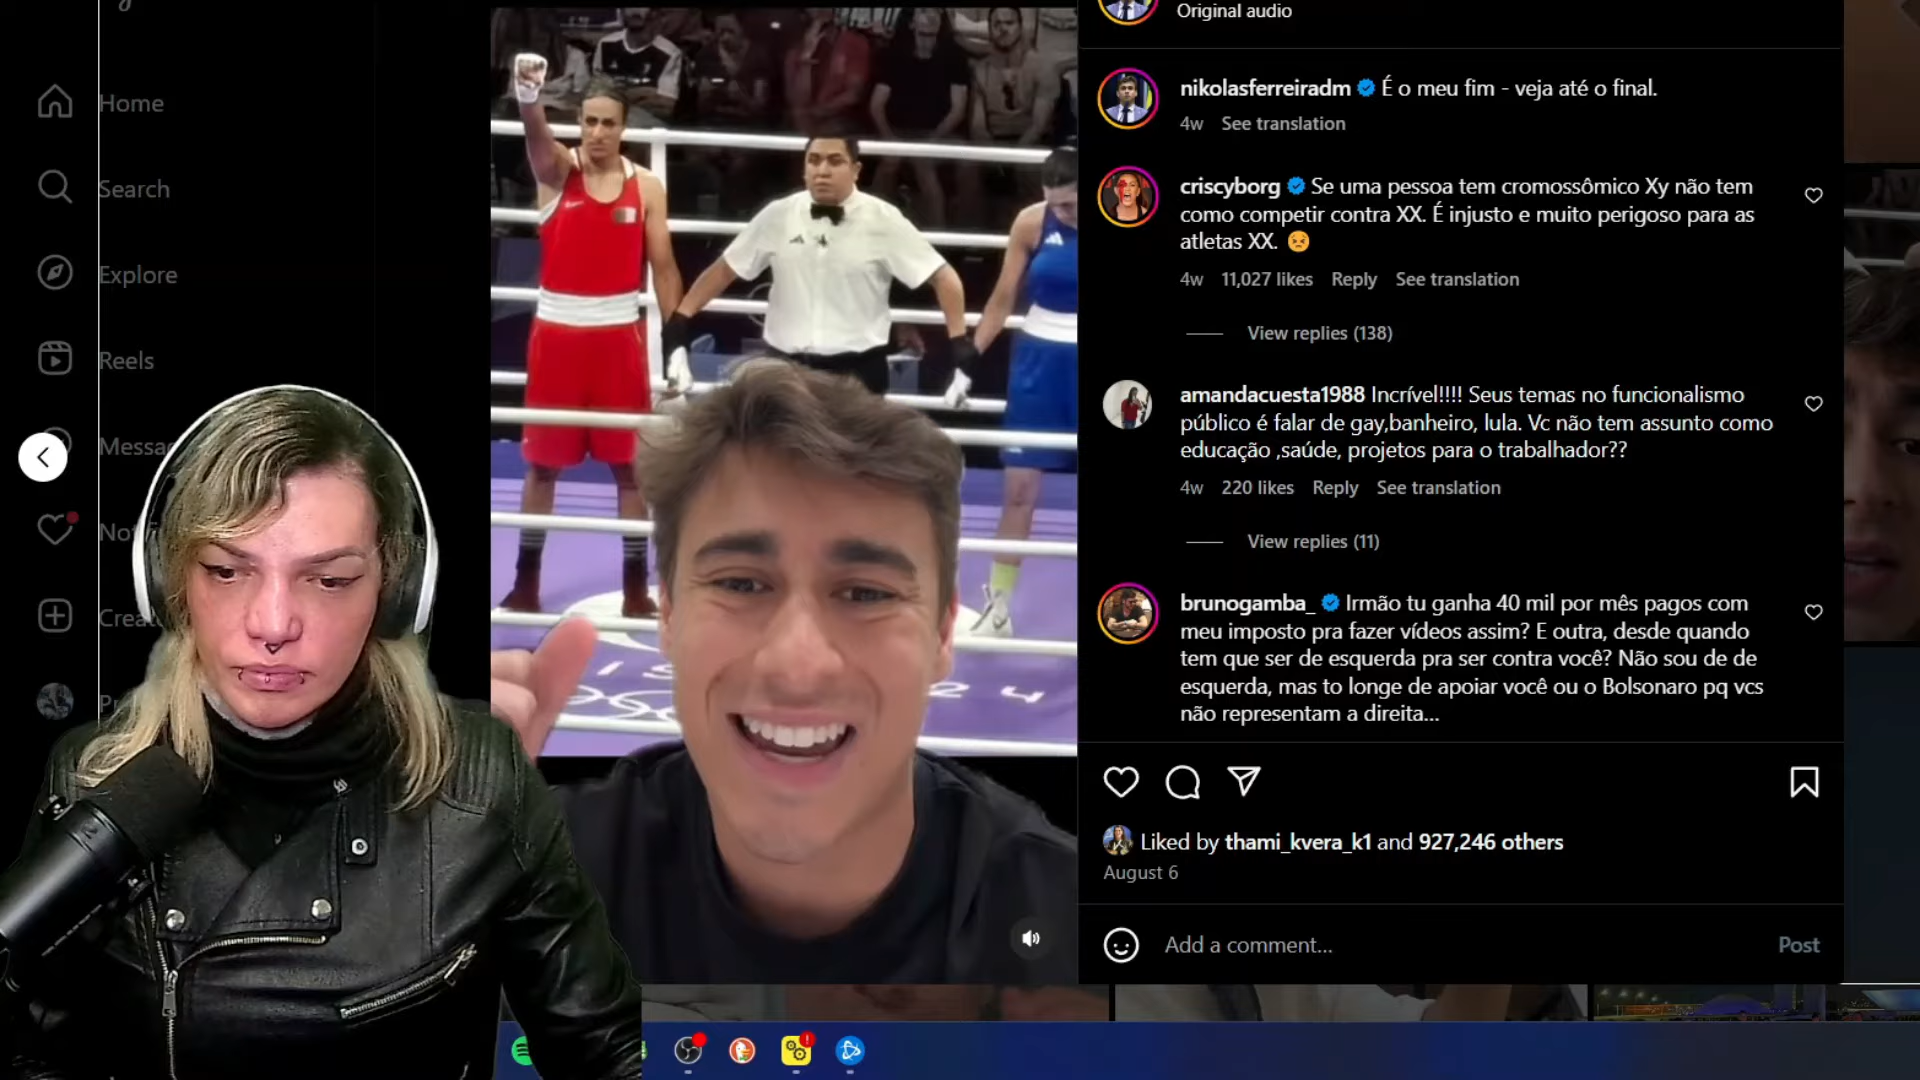 Original audio
nikolasferreiradm É o meu fim - veja até o final.
4w See translation
criscyborg Se uma pessoa tem cromossômico Xy não tem
como competir contra XX. É injusto e muito perigoso para as
atletas XX. 😣
4w 11,027 likes Reply See translation
View replies (138)
amandacuesta1988 Incrível!!!! Seus temas no funcionalismo
público é falar de gay,banheiro, lula. Vc não tem assunto como
educação ,saúde, projetos para o trabalhador??
4w 220 likes Reply See translation
View replies (11)
brunogamba_ Irmão tu ganha 40 mil por mês pagos com
meu imposto pra fazer vídeos assim? E outra, desde quando
tem que ser de esquerda pra ser contra você? Não sou de de
esquerda, mas to longe de apoiar você ou o Bolsonaro pq vcs
não representam a direita...
Liked by thami_kvera_k1 and 927,246 others
August 6
Add a comment... Post
Home
Search
Explore
Reels
Messa
Not
Creat